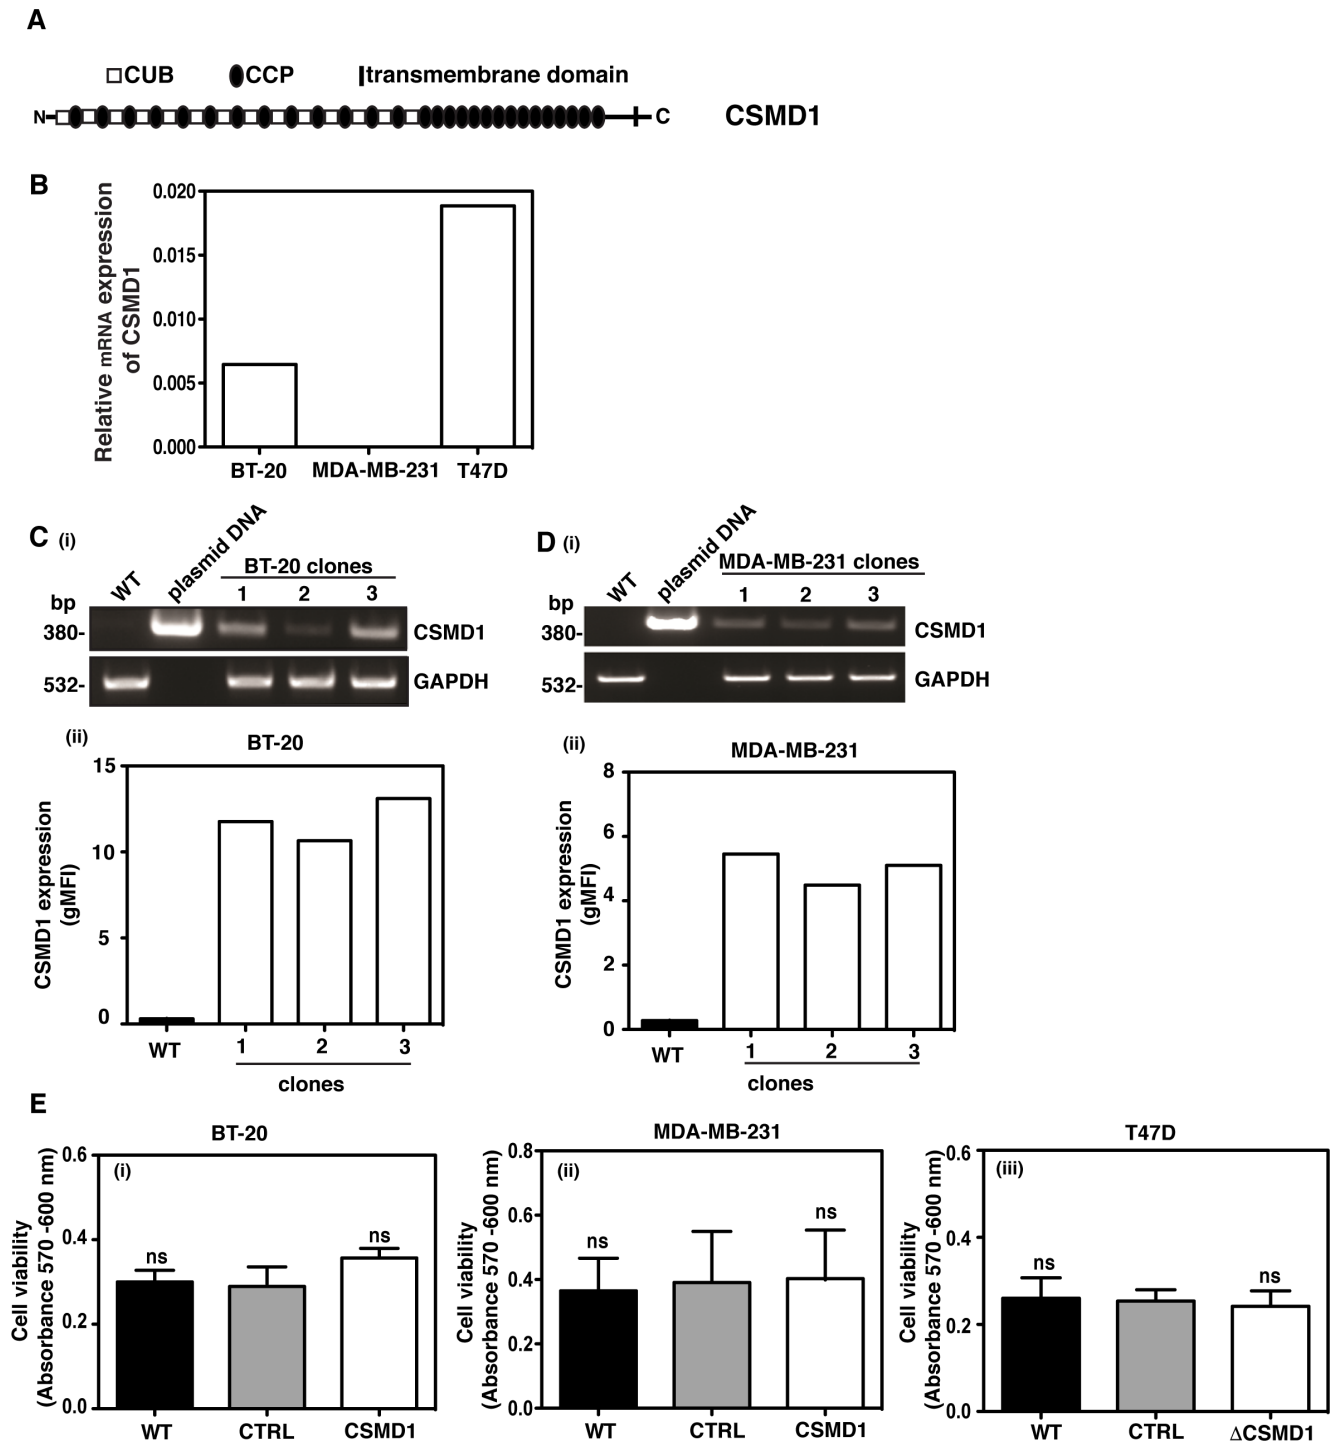 A
CUB CCP transmembrane domain
N C CSMD1
B
Relative mRNA expression
of CSMD1
0.020
0.015
0.010
0.005
0.000
BT-20 MDA-MB-231 T47D
C (i)
WT plasmid DNA BT-20 clones
bp 1 2 3
380- CSMD1
532- GAPDH
(ii) BT-20
CSMD1 expression
(gMFI)
15
10
5
0
WT 1 2 3
clones
D (i)
WT plasmid DNA MDA-MB-231 clones
bp 1 2 3
380- CSMD1
532- GAPDH
(ii) MDA-MB-231
CSMD1 expression
(gMFI)
8
6
4
2
0
WT 1 2 3
clones
E
BT-20
(i)
Cell viability
(Absorbance 570 -600 nm)
0.6
0.4
0.2
0.0
ns ns
WT CTRL CSMD1
MDA-MB-231
(ii)
Cell viability
(Absorbance 570 -600 nm)
0.8
0.6
0.4
0.2
0.0
ns ns
WT CTRL CSMD1
T47D
(iii)
Cell viability
(Absorbance 570 -600 nm)
0.6
0.4
0.2
0.0
ns ns
WT CTRL ΔCSMD1